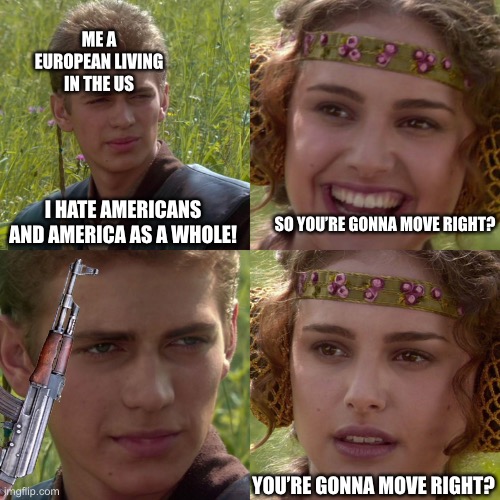 ME A
EUROPEAN LIVING
IN THE US
I HATE AMERICANS
AND AMERICA AS A WHOLE!
SO YOU'RE GONNA MOVE RIGHT?
YOU'RE GONNA MOVE RIGHT?
imgflip.com